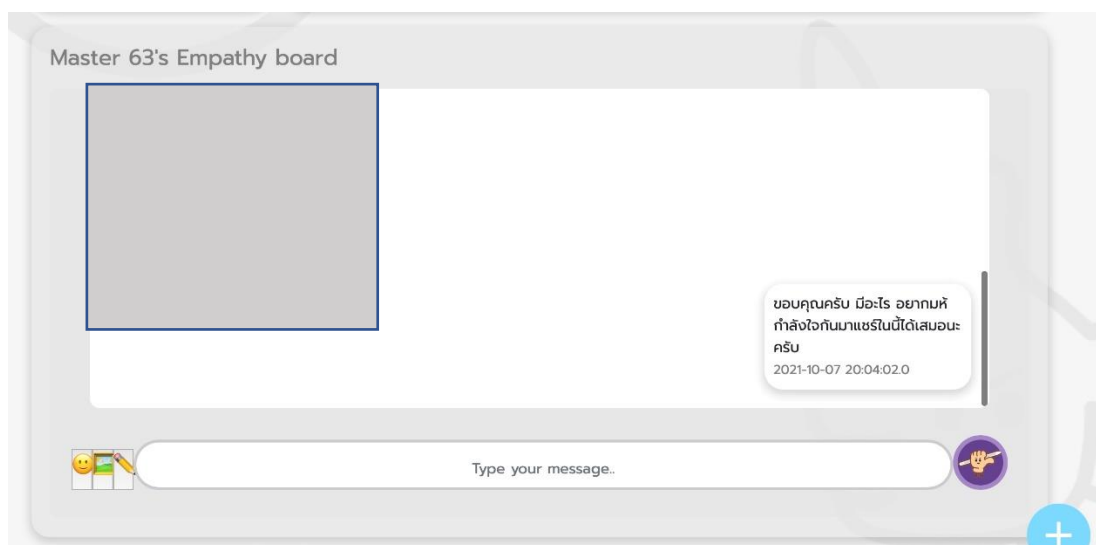 Master 63's Empathy board
ขอบคุณครับ มีอะไร อยากมห้
กำลังใจกันมาแชร์ในนี้ได้เสมอนะ
ครับ
2021-10-07 20:04:02.0
Type your message..